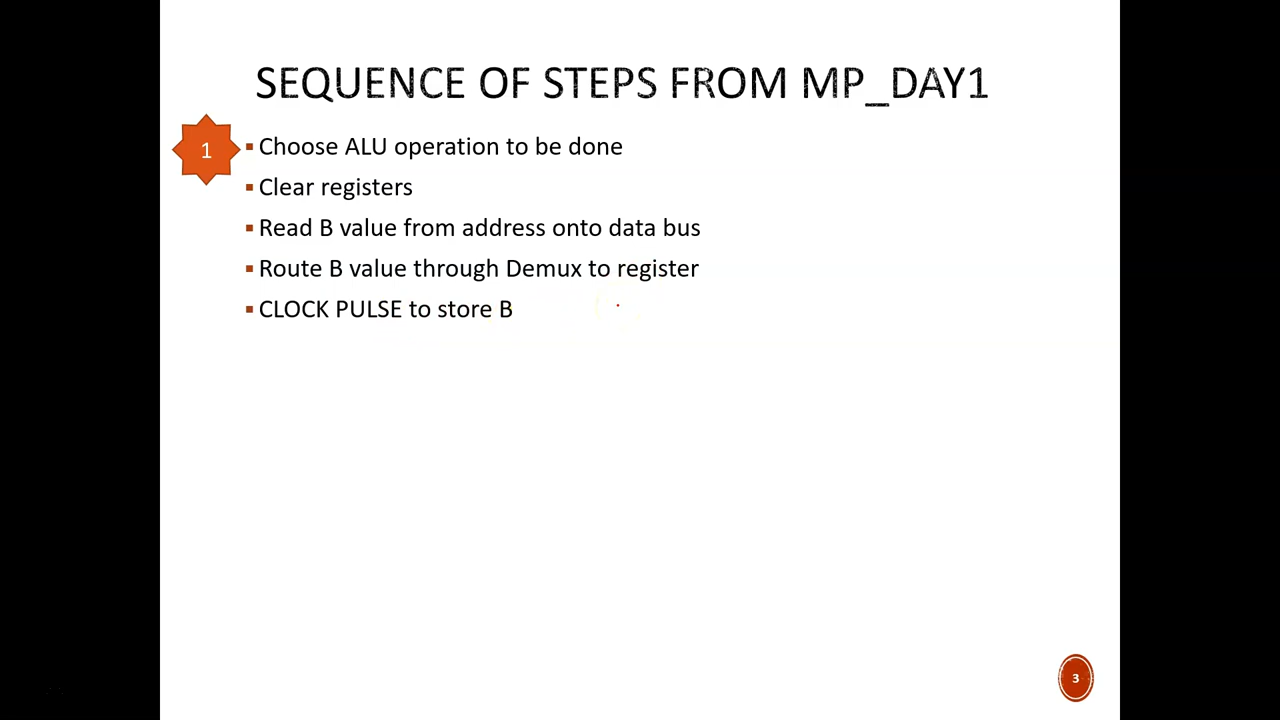 SEQUENCE OF STEPS FROM MP_DAY1
1
Choose ALU operation to be done
Clear registers
Read B value from address onto data bus
Route B value through Demux to register
CLOCK PULSE to store B
3